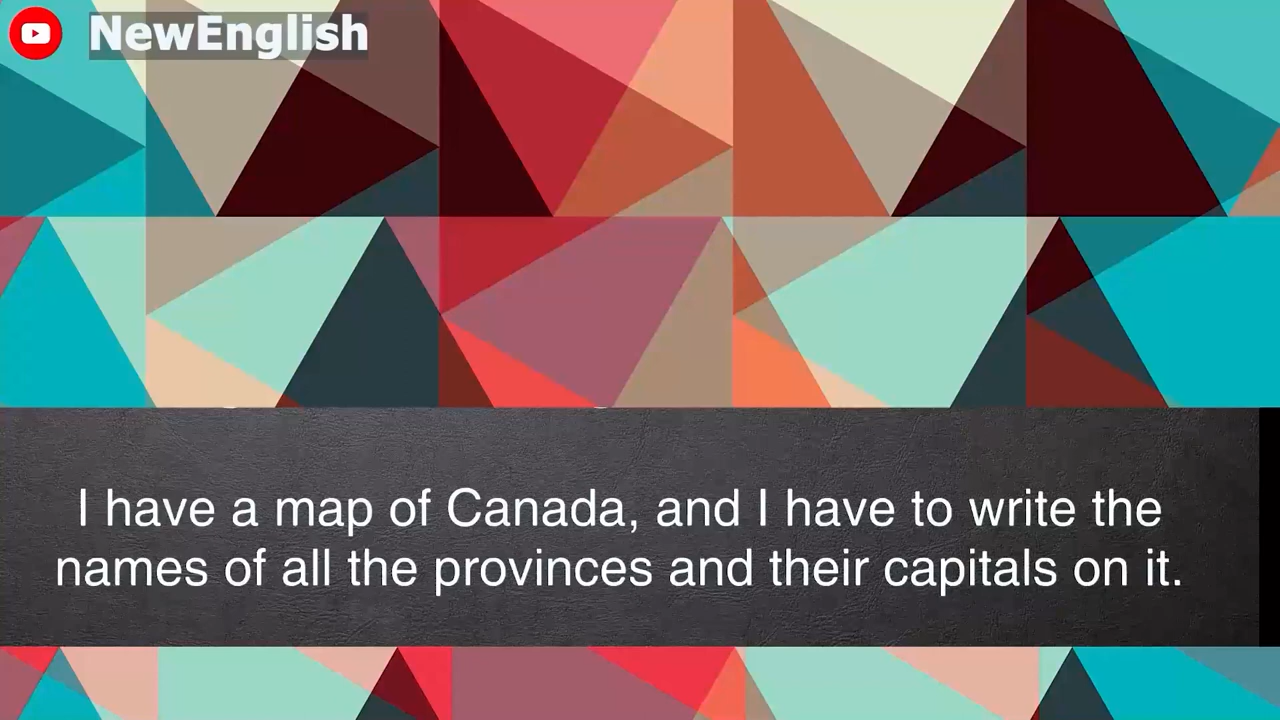 NewEnglish
I have a map of Canada, and I have to write the
names of all the provinces and their capitals on it.